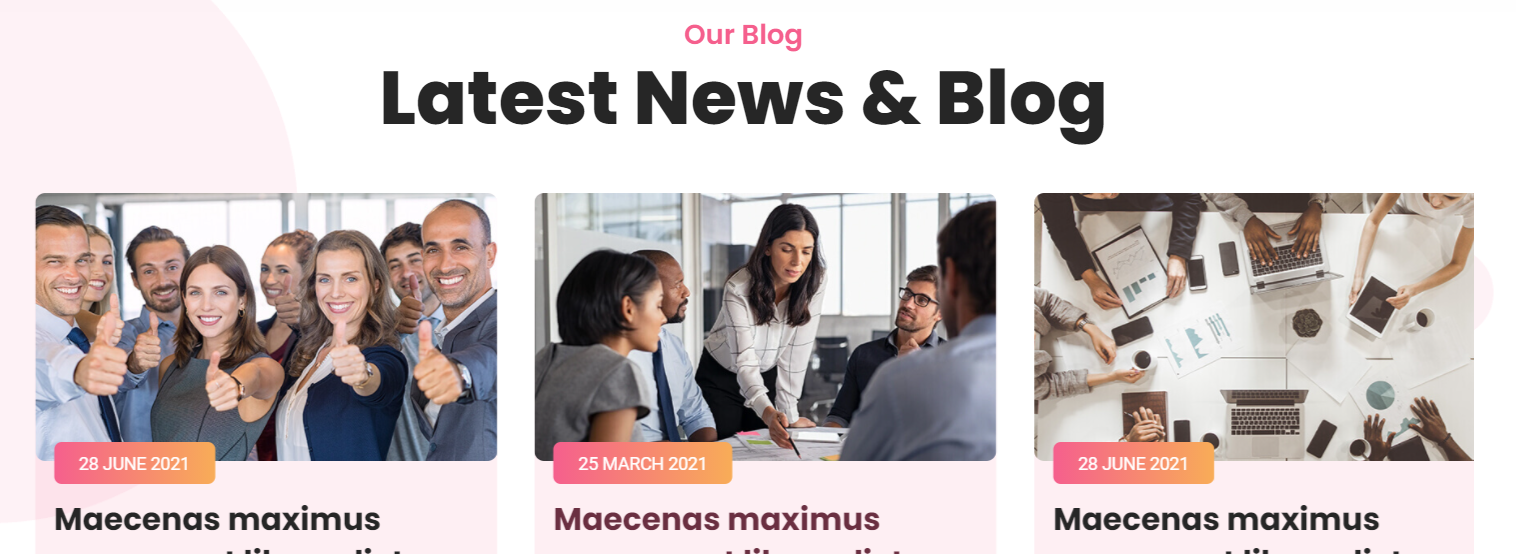 Our Blog
Latest News & Blog
28 JUNE 2021
25 MARCH 2021
28 JUNE 2021
Maecenas maximus
Maecenas maximus
Maecenas maximus